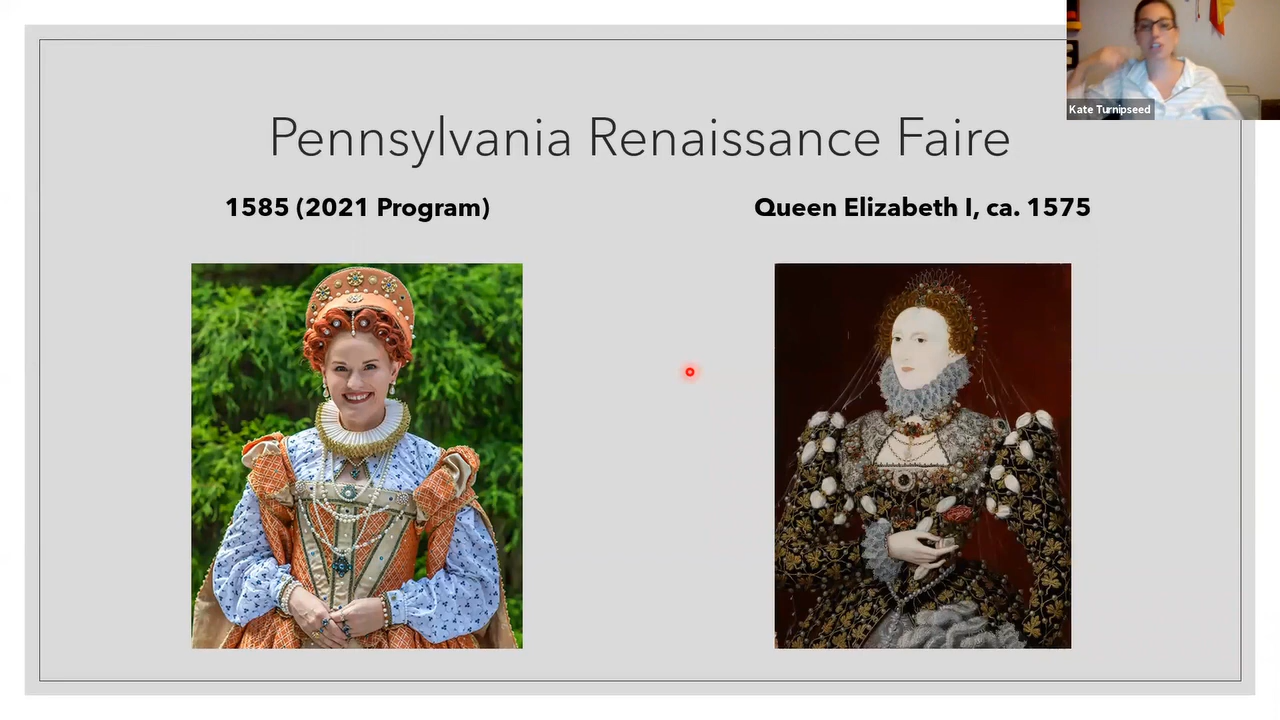 Kate Turnipseed
Pennsylvania Renaissance Faire
1585 (2021 Program)
Queen Elizabeth I, ca. 1575